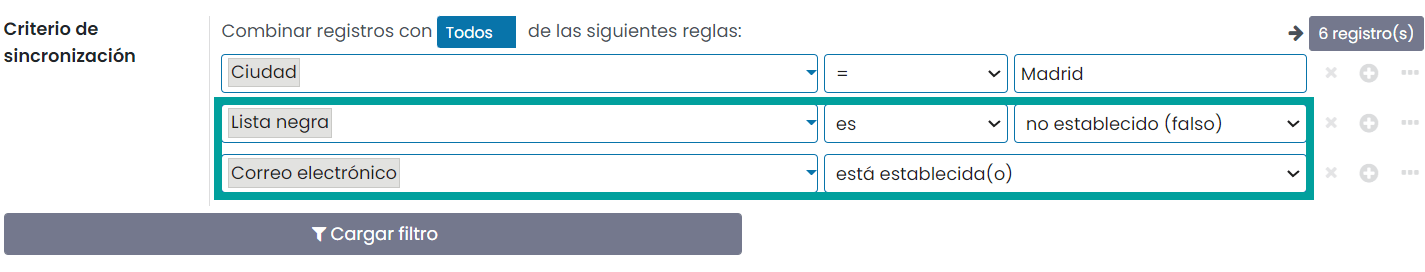 Criterio de
sincronización
Combinar registros con Todos de las siguientes reglas:
6 registro(s)
Ciudad = Madrid
Lista negra es no establecido (falso)
Correo electrónico está establecida(o)
Cargar filtro